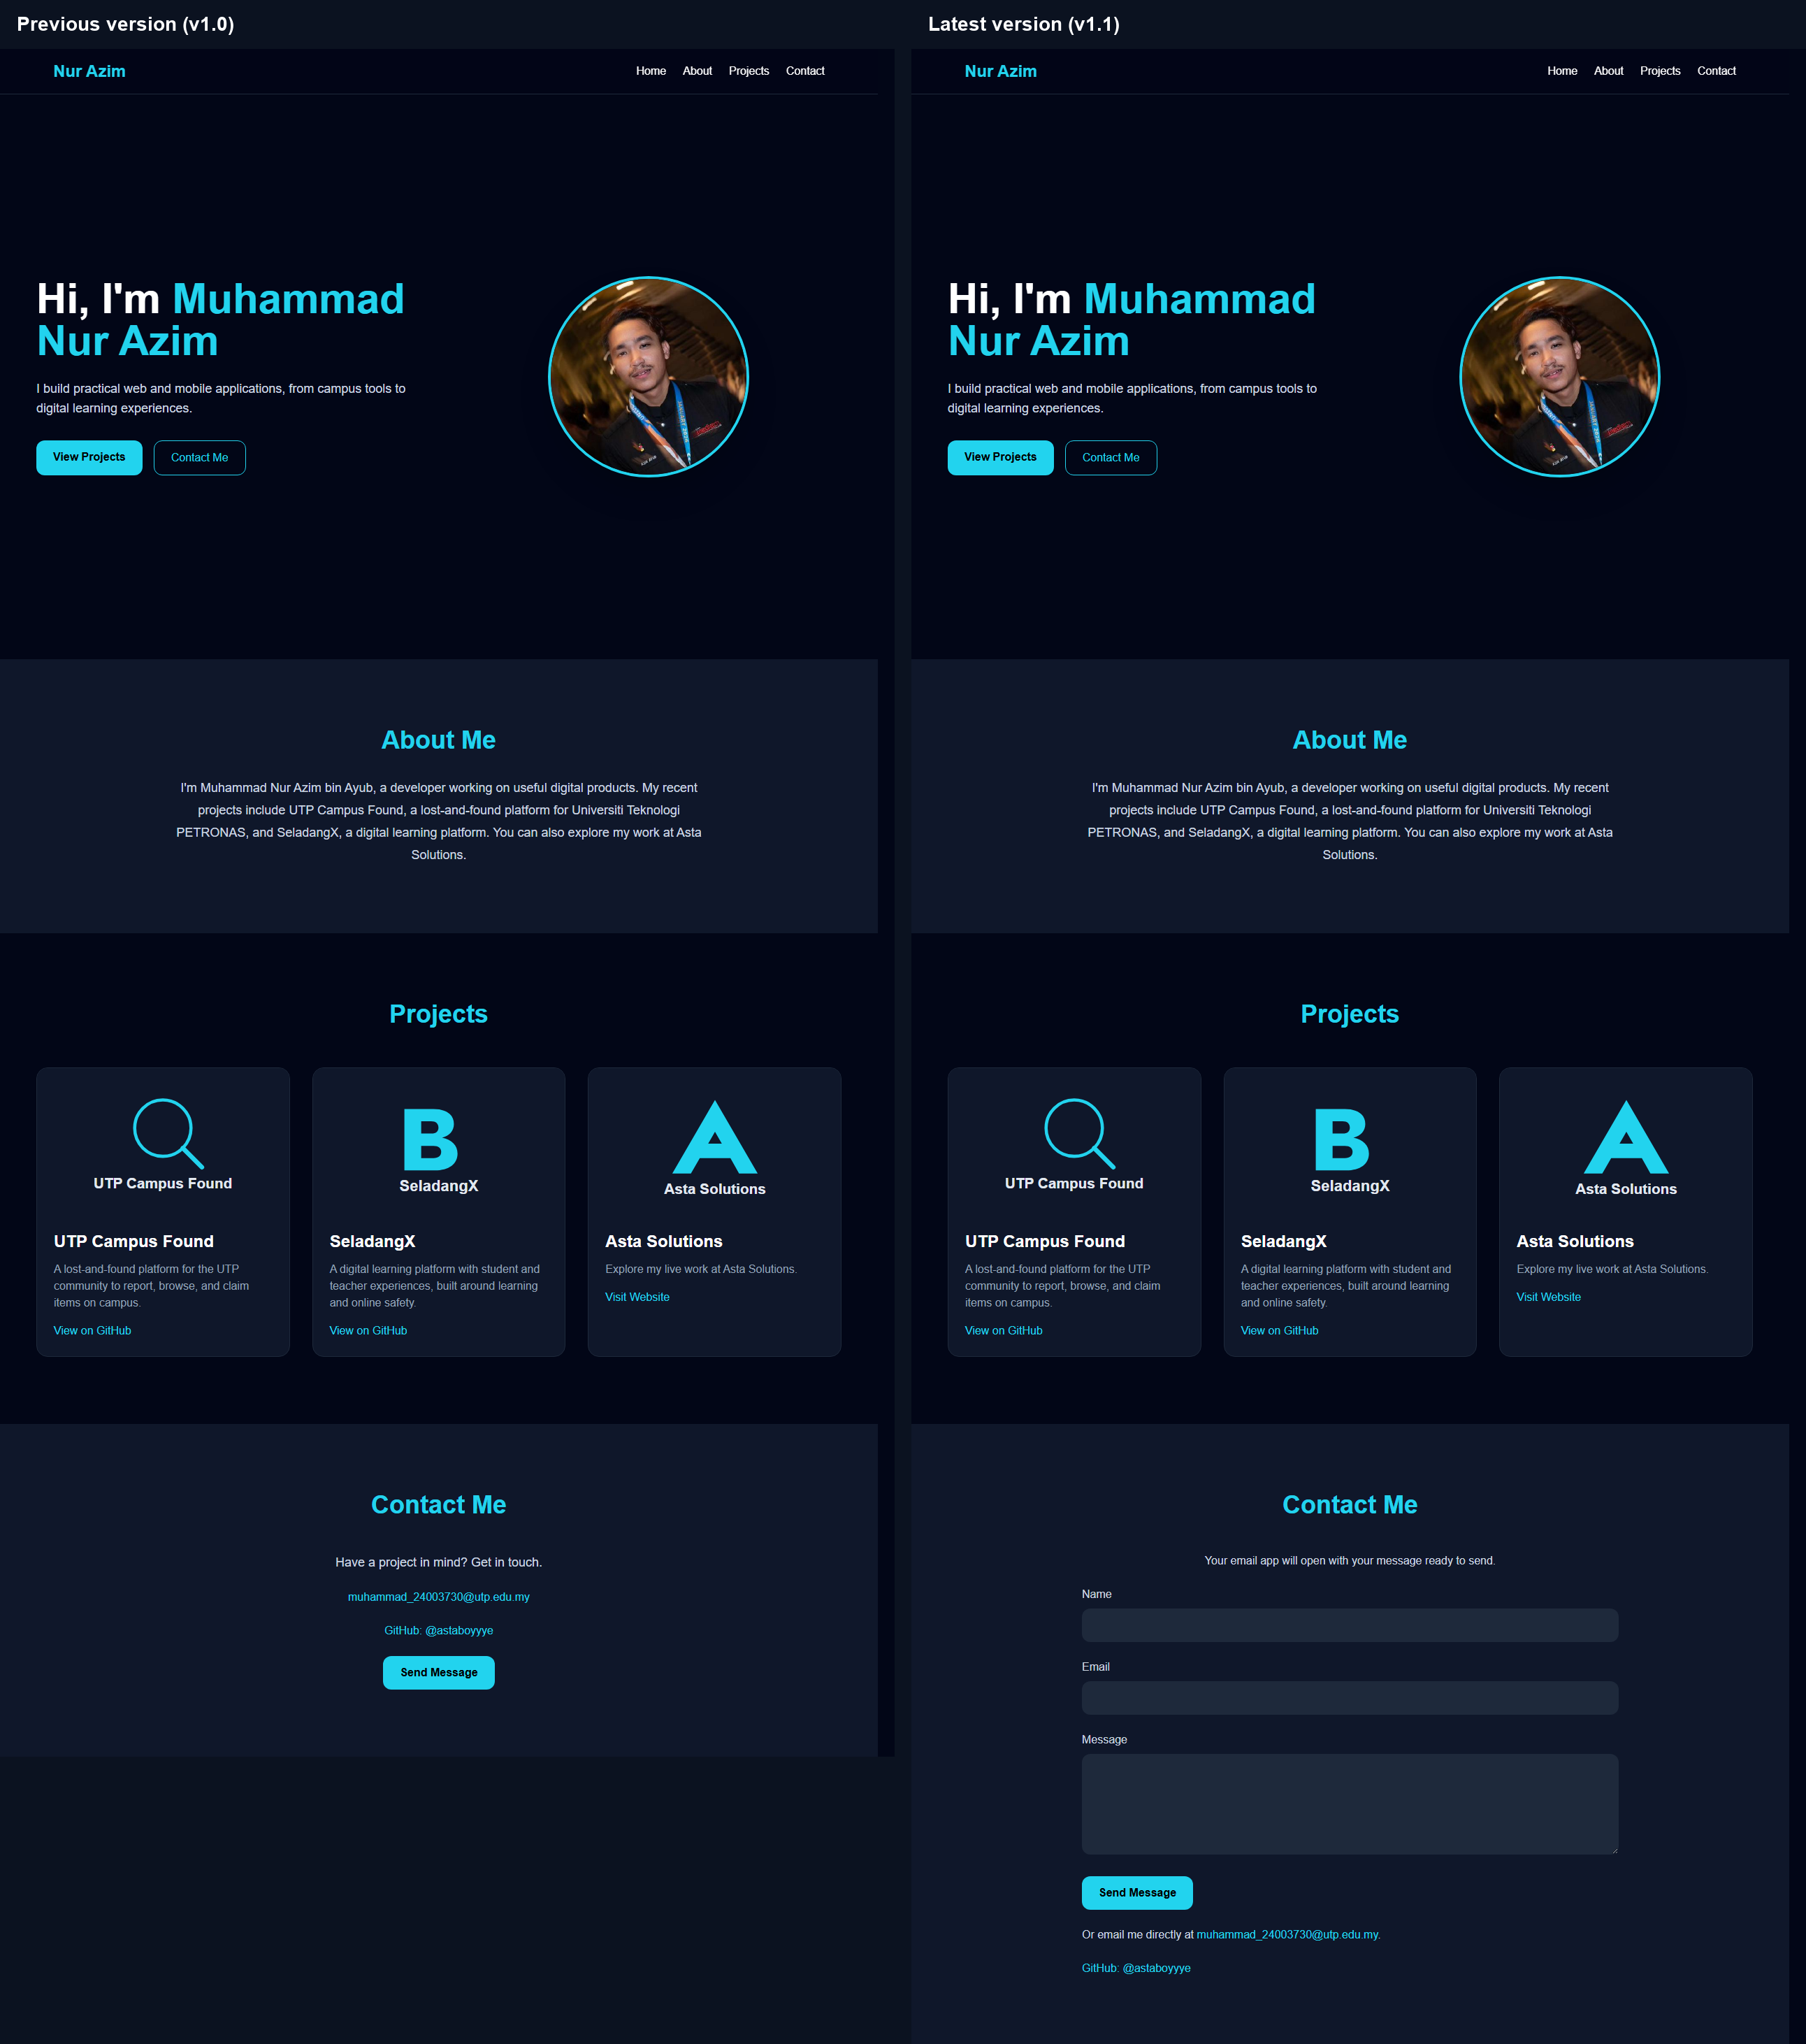 Previous version (v1.0)
Nur Azim
Home About Projects Contact
Hi, I'm Muhammad
Nur Azim
I build practical web and mobile applications, from campus tools to
digital learning experiences.
View Projects Contact Me
About Me
I'm Muhammad Nur Azim bin Ayub, a developer working on useful digital products. My recent
projects include UTP Campus Found, a lost-and-found platform for Universiti Teknologi
PETRONAS, and SeladangX, a digital learning platform. You can also explore my work at Asta
Solutions.
Projects
UTP Campus Found
UTP Campus Found
A lost-and-found platform for the UTP
community to report, browse, and claim
items on campus.
View on GitHub
B
SeladangX
SeladangX
A digital learning platform with student and
teacher experiences, built around learning
and online safety.
View on GitHub
A
Asta Solutions
Asta Solutions
Explore my live work at Asta Solutions.
Visit Website
Contact Me
Have a project in mind? Get in touch.
muhammad_24003730@utp.edu.my
GitHub: @astaboyyye
Send Message
Latest version (v1.1)
Nur Azim
Home About Projects Contact
Hi, I'm Muhammad
Nur Azim
I build practical web and mobile applications, from campus tools to
digital learning experiences.
View Projects Contact Me
About Me
I'm Muhammad Nur Azim bin Ayub, a developer working on useful digital products. My recent
projects include UTP Campus Found, a lost-and-found platform for Universiti Teknologi
PETRONAS, and SeladangX, a digital learning platform. You can also explore my work at Asta
Solutions.
Projects
UTP Campus Found
UTP Campus Found
A lost-and-found platform for the UTP
community to report, browse, and claim
items on campus.
View on GitHub
B
SeladangX
SeladangX
A digital learning platform with student and
teacher experiences, built around learning
and online safety.
View on GitHub
A
Asta Solutions
Asta Solutions
Explore my live work at Asta Solutions.
Visit Website
Contact Me
Your email app will open with your message ready to send.
Name
Email
Message
Send Message
Or email me directly at muhammad_24003730@utp.edu.my.
GitHub: @astaboyyye